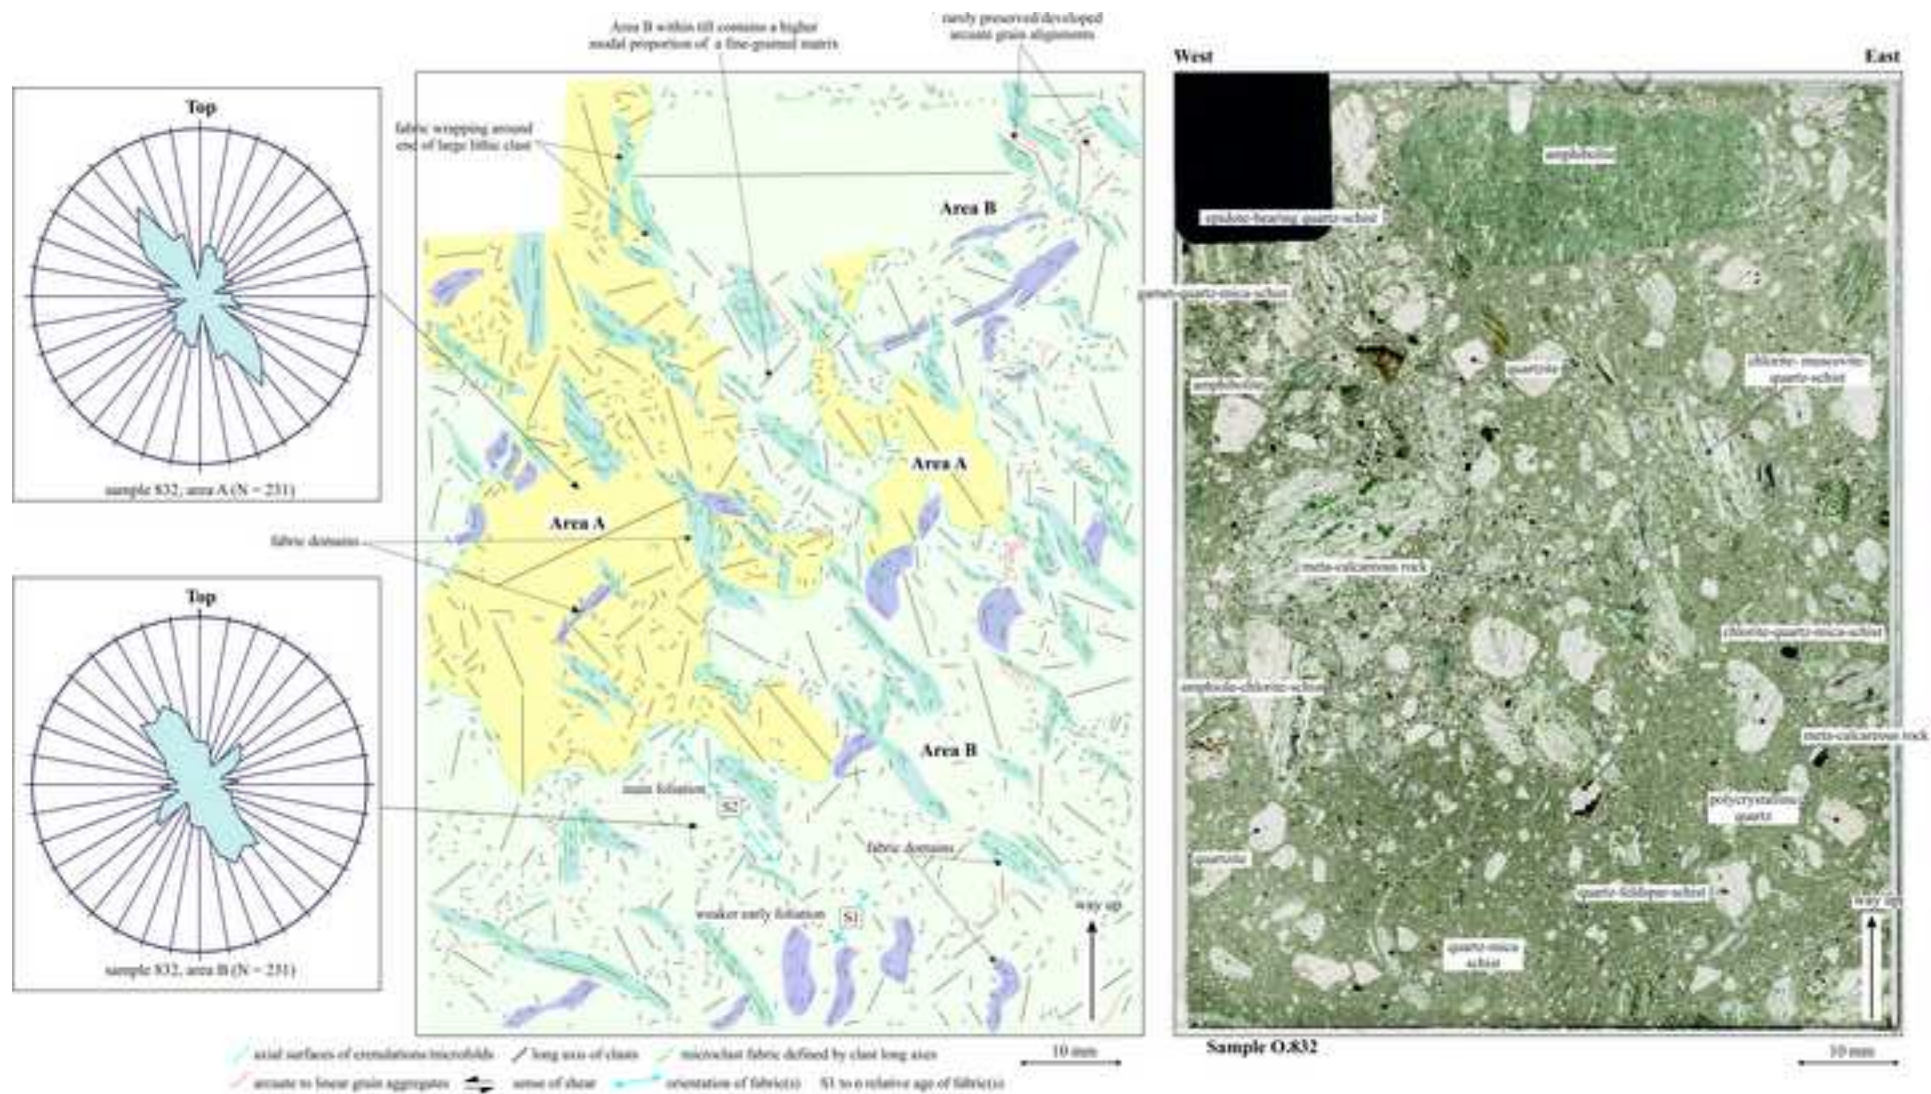 Area B within till contains a higher
modal proportion of a fine-grained matrix
rarely preserved/developed
arcuate grain alignments
West
East
Top
fabric wrapping around
end of large lithic clast
amphibolite
Area B
epidote-bearing quartz-schist
garnet-quartz-mica-schist
quartzite
chlorite- muscovite-
quartz-schist
amphibolite
Area A
sample 832, area A (N = 231)
Area A
fabric domains
meta-calcareous rock
Top
chlorite-quartz-mica-schist
amphibole-chlorite-schist
Area B
meta-calcareous rock
main foliation
S2
polycrystalline
quartz
fabric domains
quartzite
quartz-feldspar-schist
way up
way up
weaker early foliation
S1
quartz-mica
schist
sample 832, area B (N = 231)
axial surfaces of crenulations/microfolds
long axis of clasts
microclast fabric defined by clast long axes
10 mm
Sample O.832
10 mm
arcuate to linear grain aggregates
sense of shear
orientation of fabric(s)
S1 to n relative age of fabric(s)